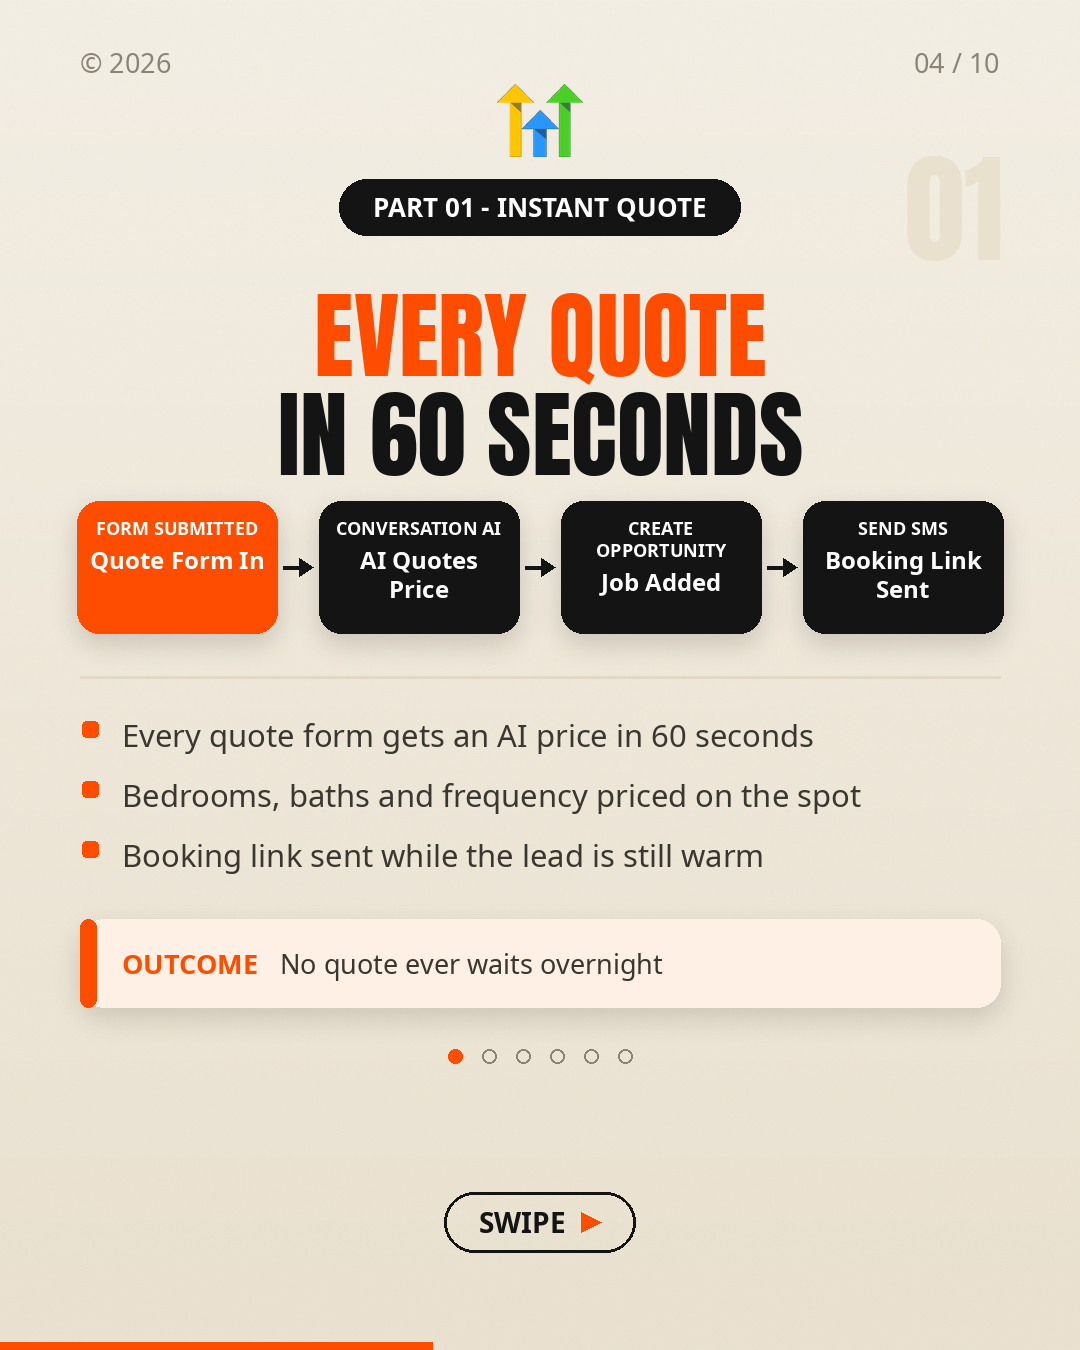 © 2026
04 / 10
01
PART 01 - INSTANT QUOTE
EVERY QUOTE
IN 60 SECONDS
FORM SUBMITTED
Quote Form In
CONVERSATION AI
AI Quotes
Price
CREATE
OPPORTUNITY
Job Added
SEND SMS
Booking Link
Sent
Every quote form gets an AI price in 60 seconds
Bedrooms, baths and frequency priced on the spot
Booking link sent while the lead is still warm
OUTCOME No quote ever waits overnight
SWIPE